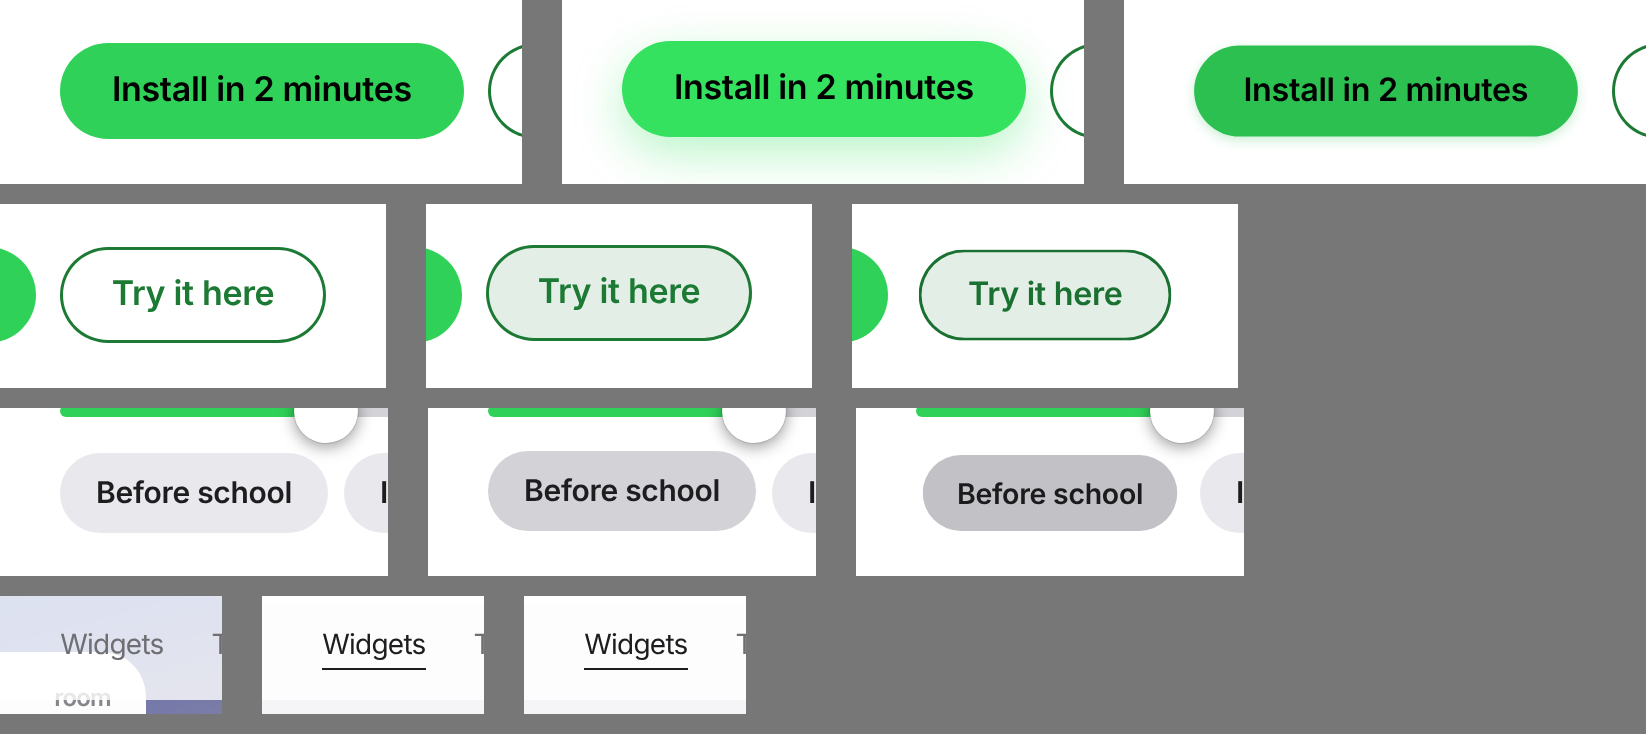 Install in 2 minutes
Install in 2 minutes
Install in 2 minutes
Try it here
Try it here
Try it here
Before school
Before school
Before school
Widgets
Widgets
Widgets
room